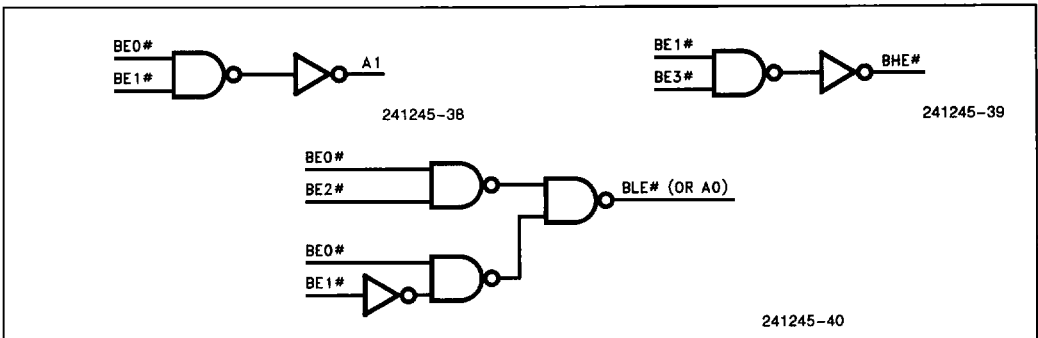 BE0#
BE1#
A1
241245-38
BE1#
BE3#
BHE#
241245-39
BE0#
BE2#
BLE# (OR A0)
BE0#
BE1#
241245-40